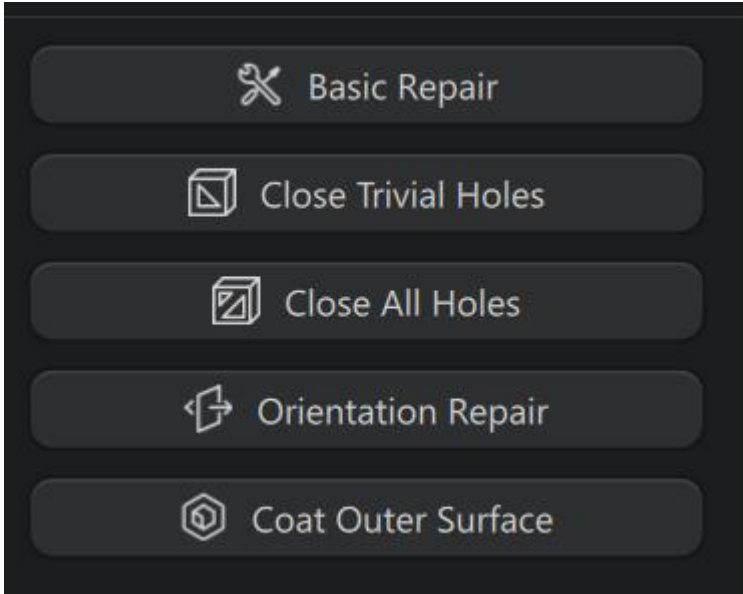 Basic Repair
Close Trivial Holes
Close All Holes
Orientation Repair
Coat Outer Surface